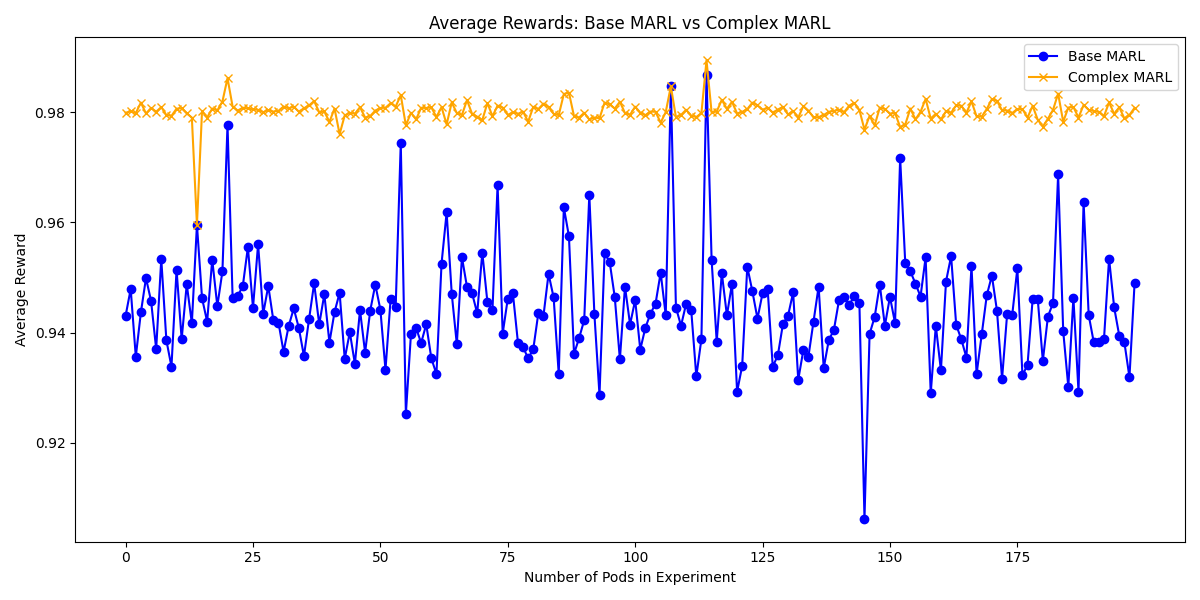 Average Rewards: Base MARL vs Complex MARL
Base MARL
Complex MARL
Average Reward
0.98
0.96
0.94
0.92
0 25 50 75 100 125 150 175
Number of Pods in Experiment